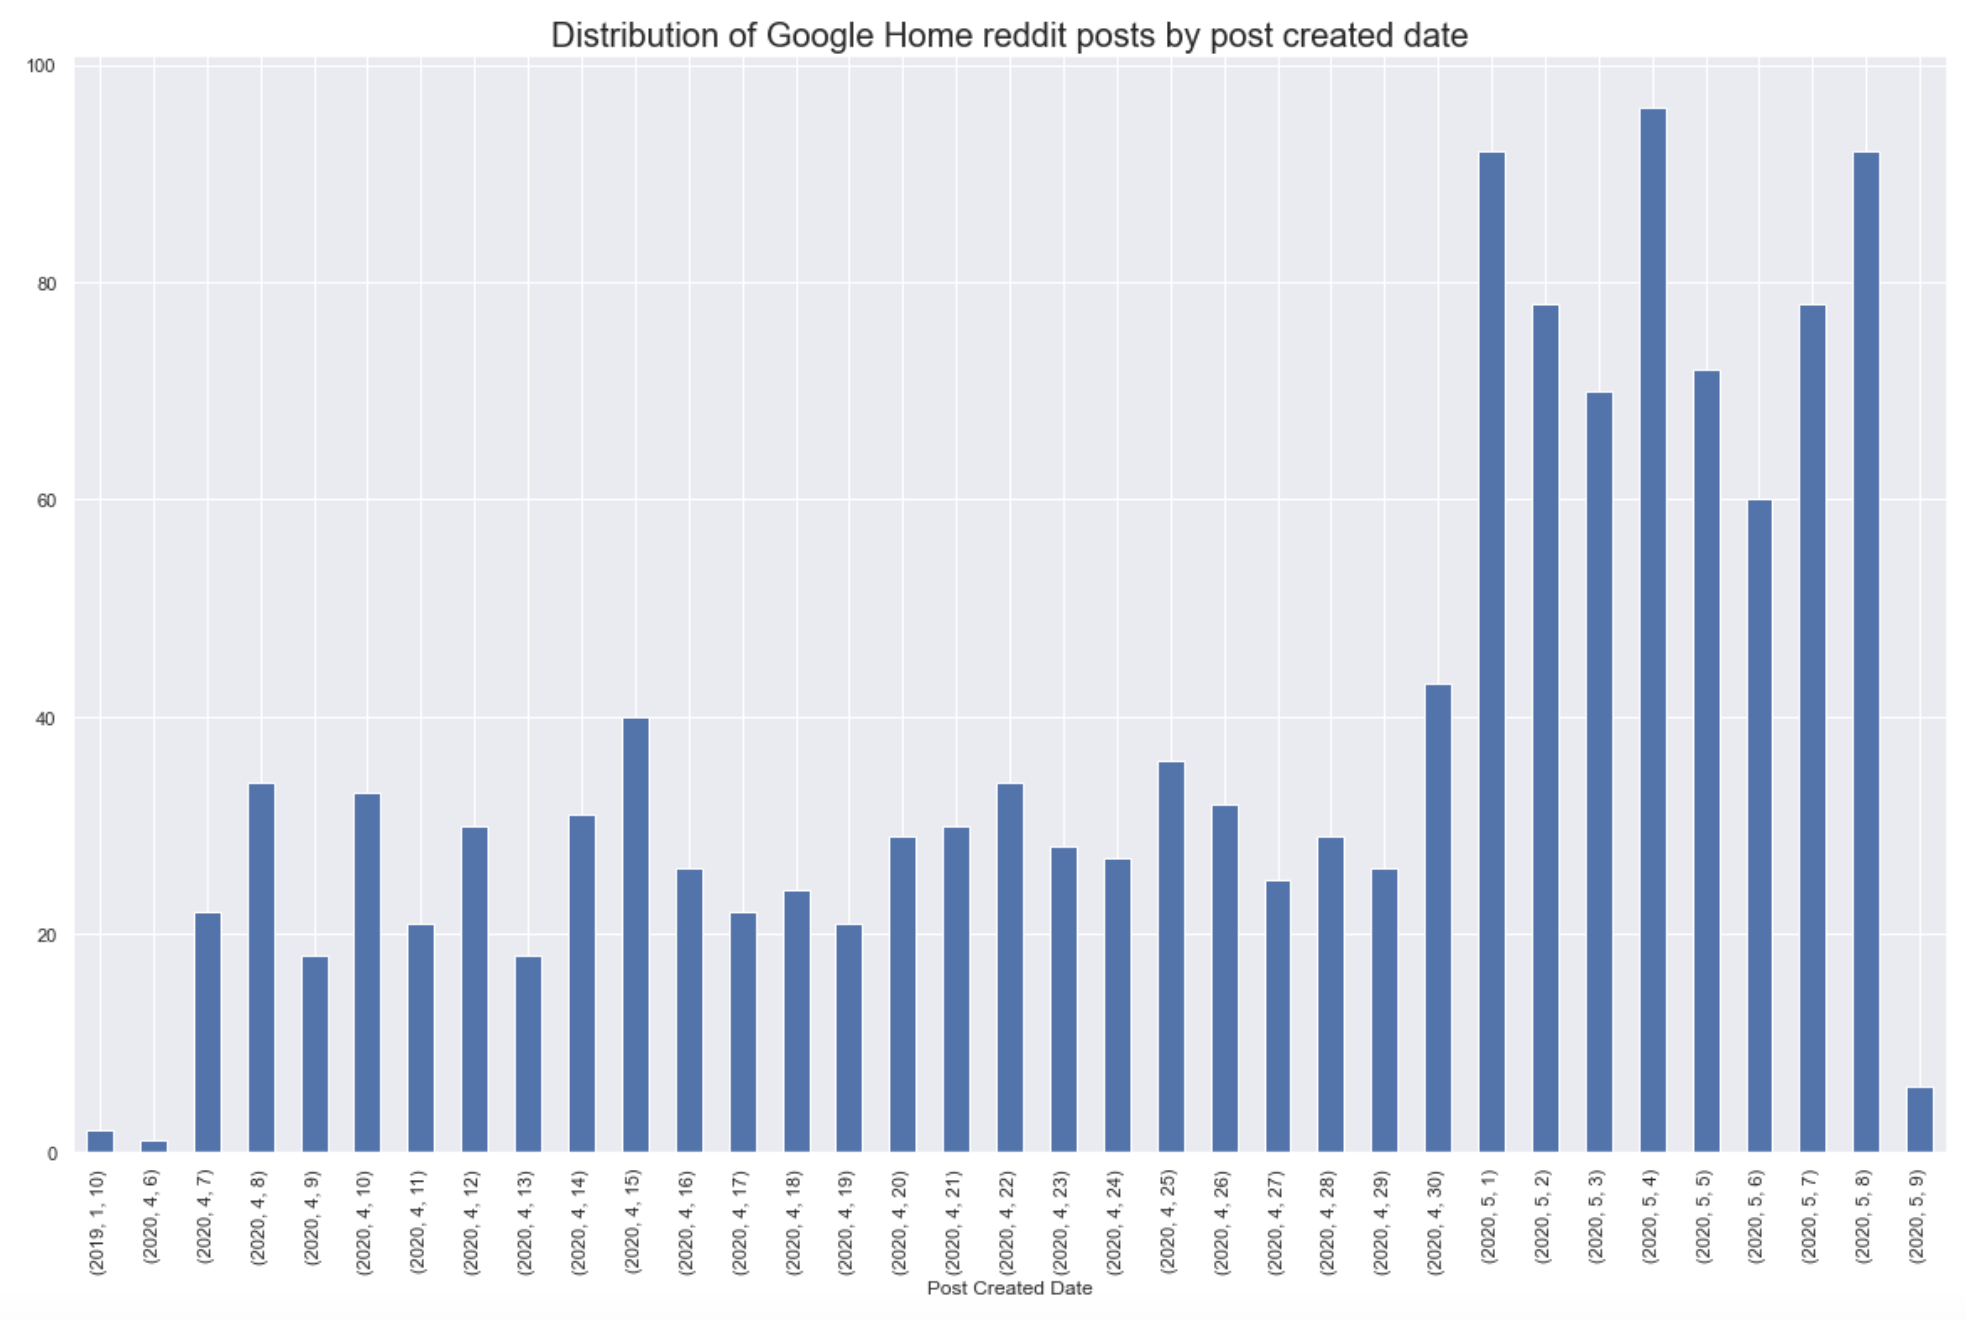 Distribution of Google Home reddit posts by post created date
100
80
60
40
20
0
(2019, 1, 10)
(2020, 4, 6)
(2020, 4, 7)
(2020, 4, 8)
(2020, 4, 9)
(2020, 4, 10)
(2020, 4, 11)
(2020, 4, 12)
(2020, 4, 13)
(2020, 4, 14)
(2020, 4, 15)
(2020, 4, 16)
(2020, 4, 17)
(2020, 4, 18)
(2020, 4, 19)
(2020, 4, 20)
(2020, 4, 21)
(2020, 4, 22)
(2020, 4, 23)
(2020, 4, 24)
(2020, 4, 25)
(2020, 4, 26)
(2020, 4, 27)
(2020, 4, 28)
(2020, 4, 29)
(2020, 4, 30)
(2020, 5, 1)
(2020, 5, 2)
(2020, 5, 3)
(2020, 5, 4)
(2020, 5, 5)
(2020, 5, 6)
(2020, 5, 7)
(2020, 5, 8)
(2020, 5, 9)
Post Created Date